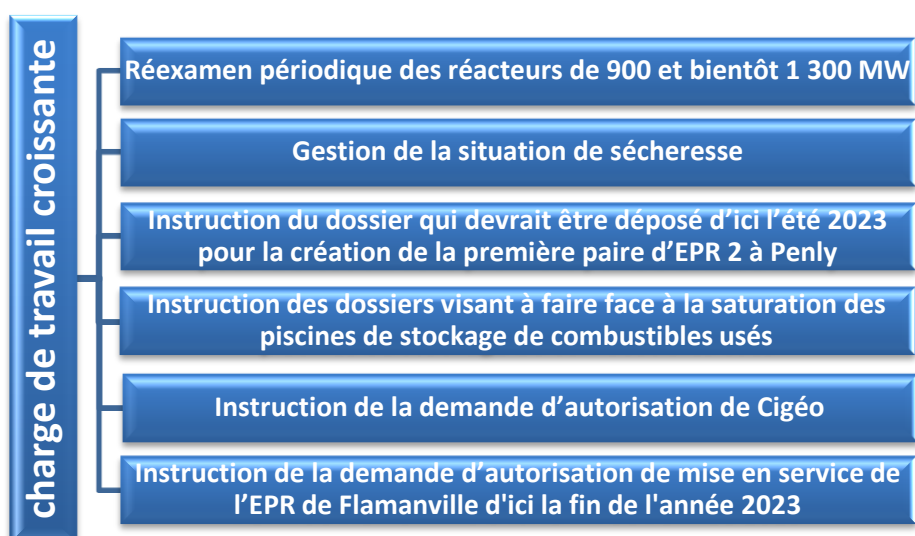 charge de travail croissante
Réexamen périodique des réacteurs de 900 et bientôt 1 300 MW
Gestion de la situation de sécheresse
Instruction du dossier qui devrait être déposé d’ici l’été 2023
pour la création de la première paire d’EPR 2 à Penly
Instruction des dossiers visant à faire face à la saturation des
piscines de stockage de combustibles usés
Instruction de la demande d’autorisation de Cigéo
Instruction de la demande d’autorisation de mise en service de
l’EPR de Flamanville d'ici la fin de l'année 2023